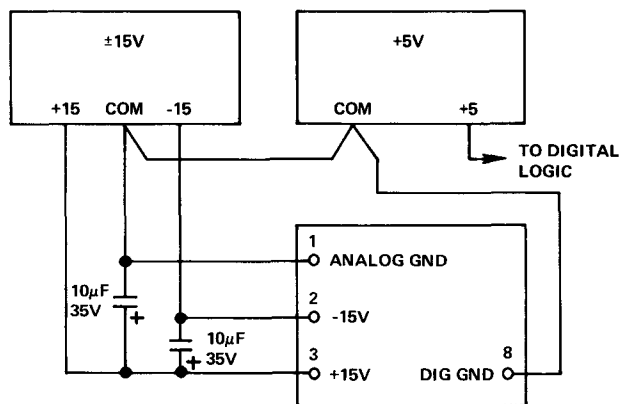 ±15V
+15 COM -15
+5V
COM +5
TO DIGITAL
LOGIC
1
ANALOG GND
10µF
35V
+
2
-15V
10µF
35V
+
3
+15V
8
DIG GND